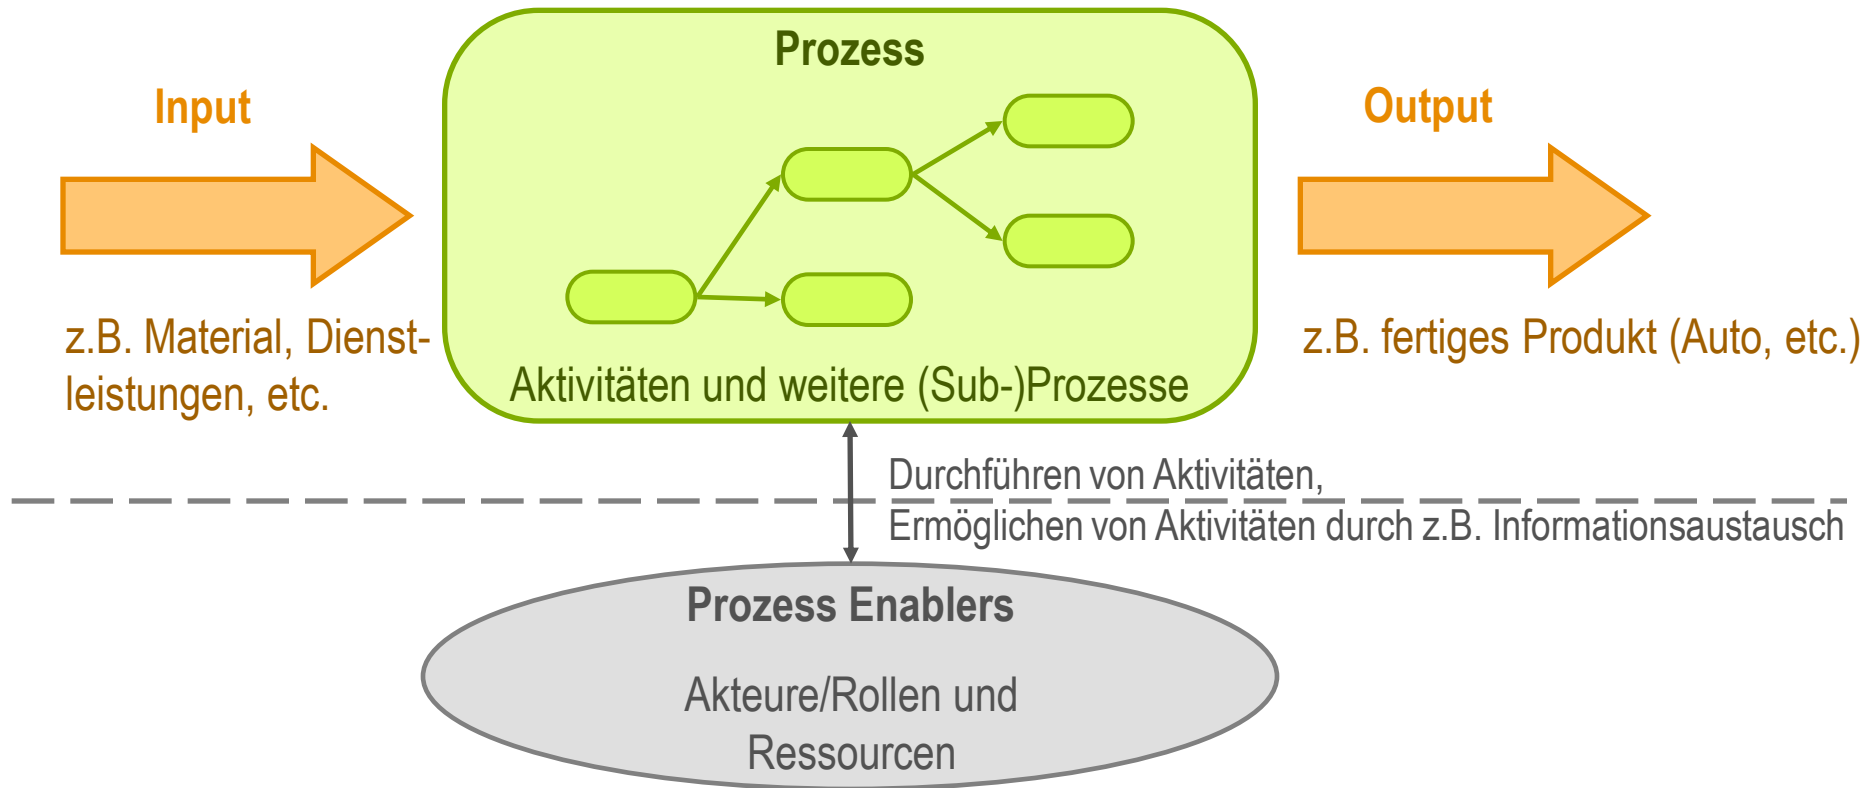 Prozess
Input
Output
z.B. Material, Dienst-
leistungen, etc.
z.B. fertiges Produkt (Auto, etc.)
Aktivitäten und weitere (Sub-)Prozesse
Durchführen von Aktivitäten,
Ermöglichen von Aktivitäten durch z.B. Informationsaustausch
Prozess Enablers
Akteure/Rollen und
Ressourcen